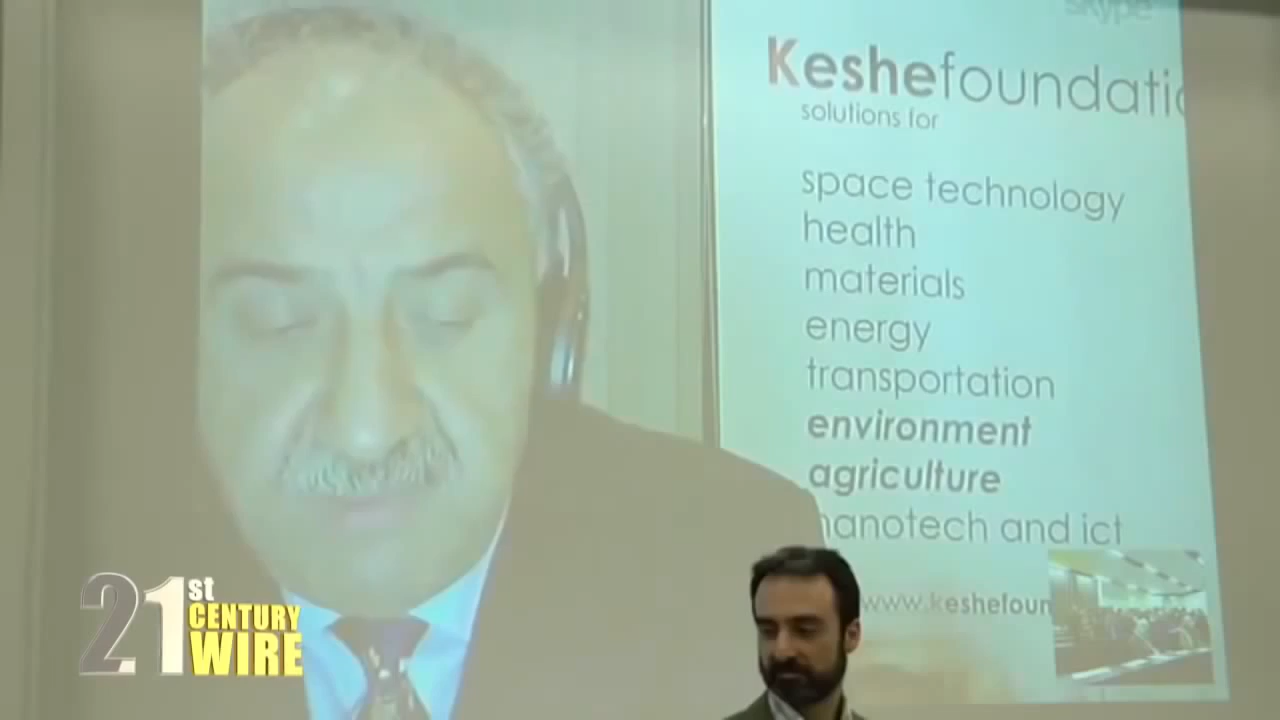 skype
Keshefoundatio
solutions for
space technology
health
materials
energy
transportation
environment
agriculture
nanotech and ict
www.keshefoun
21st
CENTURY
WIRE